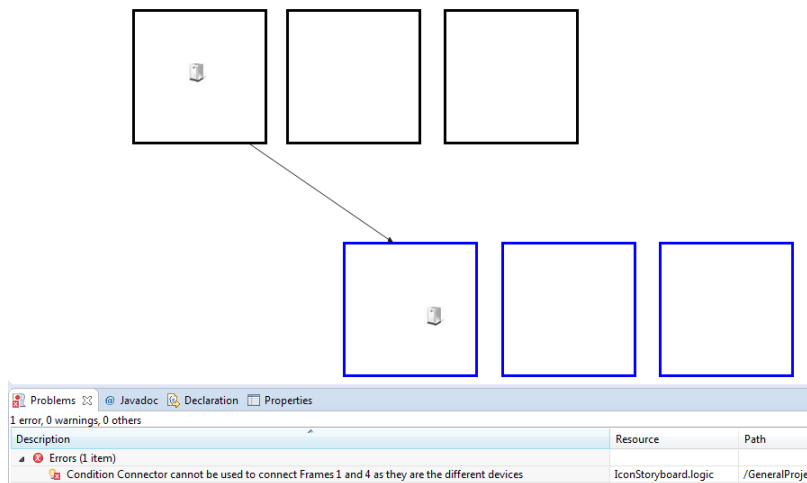 Problems @ Javadoc Declaration Properties
1 error, 0 warnings, 0 others
Description Resource Path
Errors (1 item)
Condition Connector cannot be used to connect Frames 1 and 4 as they are the different devices IconStoryboard.logic /GeneralProje